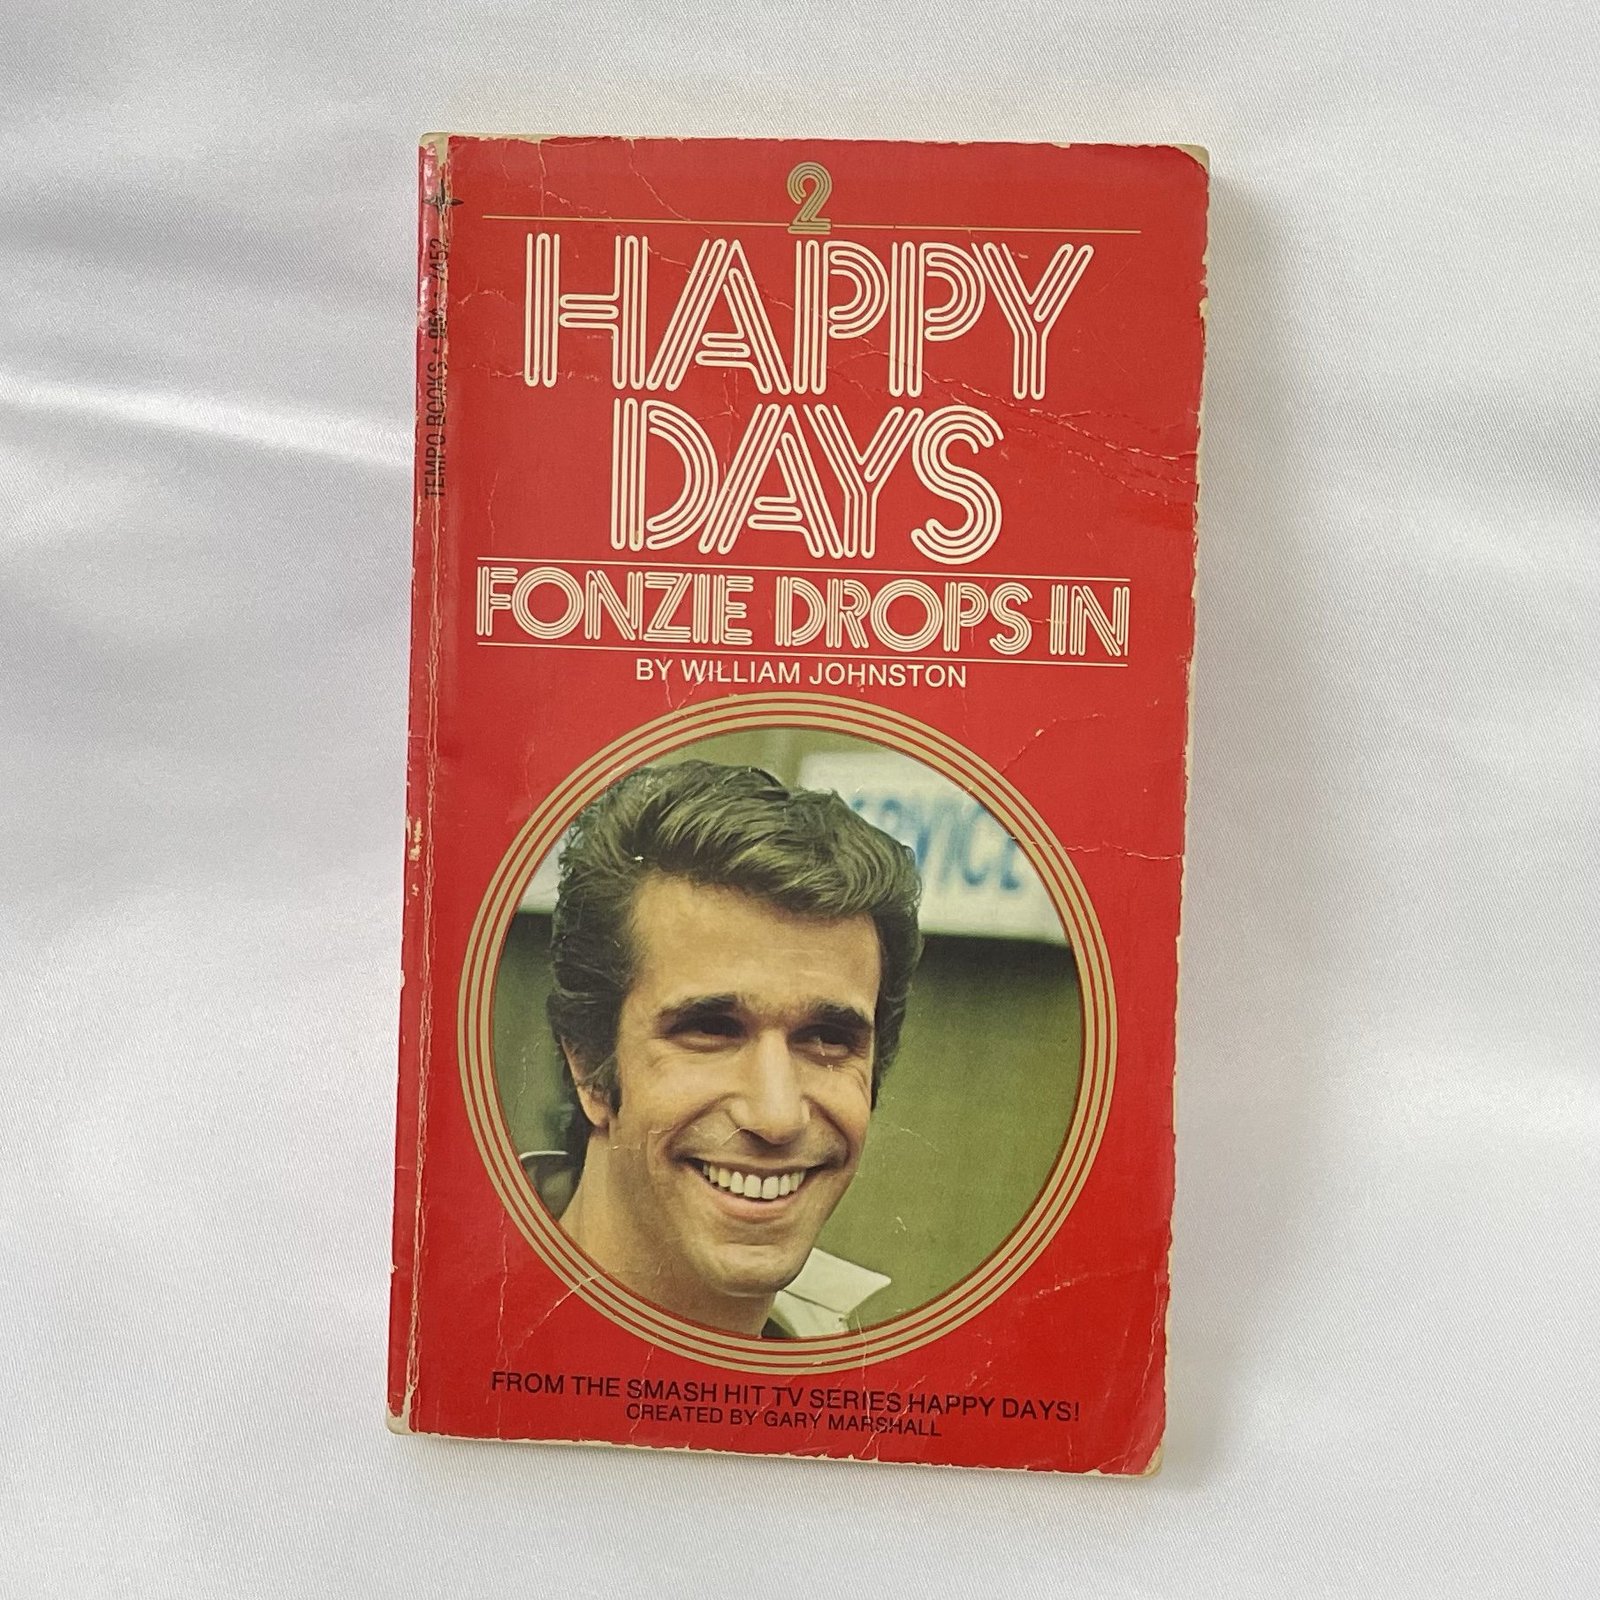 2
HAPPY
DAYS
FONZIE DROPS IN
BY WILLIAM JOHNSTON
SERVICE
FROM THE SMASH HIT TV SERIES HAPPY DAYS!
CREATED BY GARY MARSHALL
TEMPO BOOKS